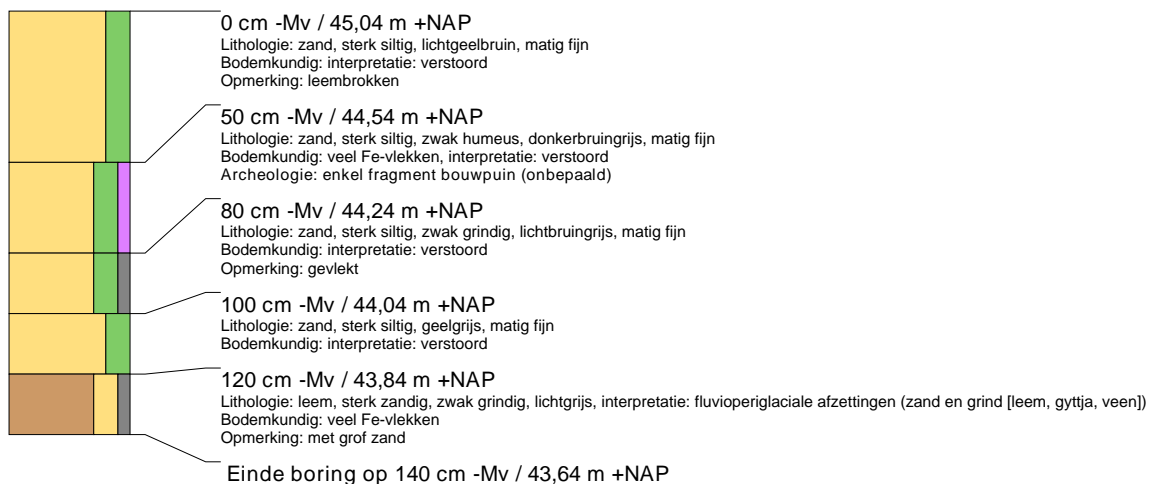 0 cm -Mv / 45,04 m +NAP
Lithologie: zand, sterk siltig, lichtgeelbruin, matig fijn
Bodemkundig: interpretatie: verstoord
Opmerking: leembrokken
50 cm -Mv / 44,54 m +NAP
Lithologie: zand, sterk siltig, zwak humeus, donkerbruingrijs, matig fijn
Bodemkundig: veel Fe-vlekken, interpretatie: verstoord
Archeologie: enkel fragment bouwpuin (onbepaald)
80 cm -Mv / 44,24 m +NAP
Lithologie: zand, sterk siltig, zwak grindig, lichtbruingrijs, matig fijn
Bodemkundig: interpretatie: verstoord
Opmerking: gevlekt
100 cm -Mv / 44,04 m +NAP
Lithologie: zand, sterk siltig, geelgrijs, matig fijn
Bodemkundig: interpretatie: verstoord
120 cm -Mv / 43,84 m +NAP
Lithologie: leem, sterk zandig, zwak grindig, lichtgrijs, interpretatie: fluvioperiglaciale afzettingen (zand en grind [leem, gyttja, veen])
Bodemkundig: veel Fe-vlekken
Opmerking: met grof zand
Einde boring op 140 cm -Mv / 43,64 m +NAP